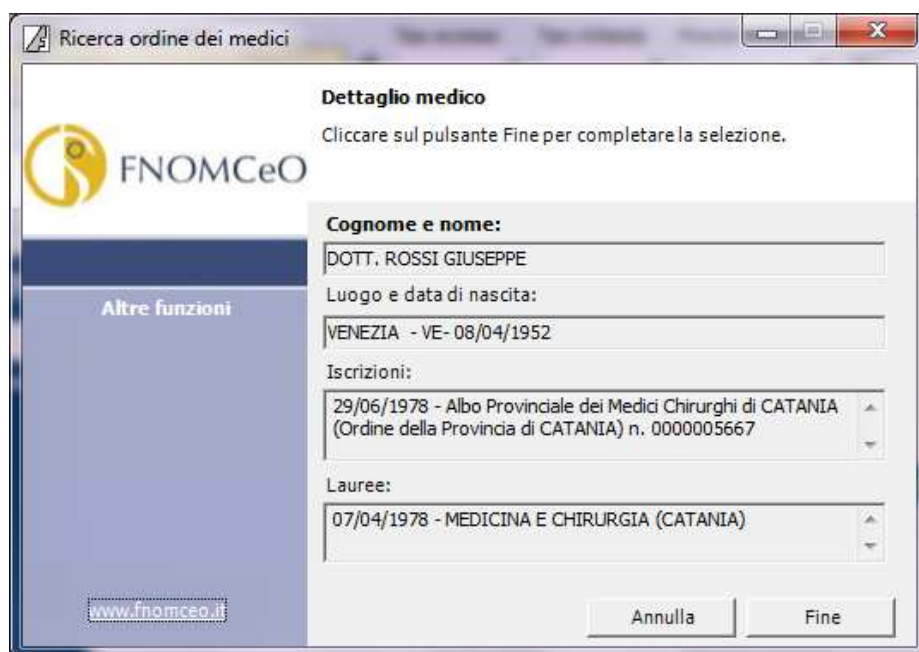 Ricerca ordine dei medici
Dettaglio medico
Cliccare sul pulsante Fine per completare la selezione.
FNOMCeO
Cognome e nome:
DOTT. ROSSI GIUSEPPE
Altre funzioni
Luogo e data di nascita:
VENEZIA - VE- 08/04/1952
Iscrizioni:
29/06/1978 - Albo Provinciale dei Medici Chirurghi di CATANIA
(Ordine della Provincia di CATANIA) n. 0000005667
Lauree:
07/04/1978 - MEDICINA E CHIRURGIA (CATANIA)
www.fnomceo.it
Annulla
Fine